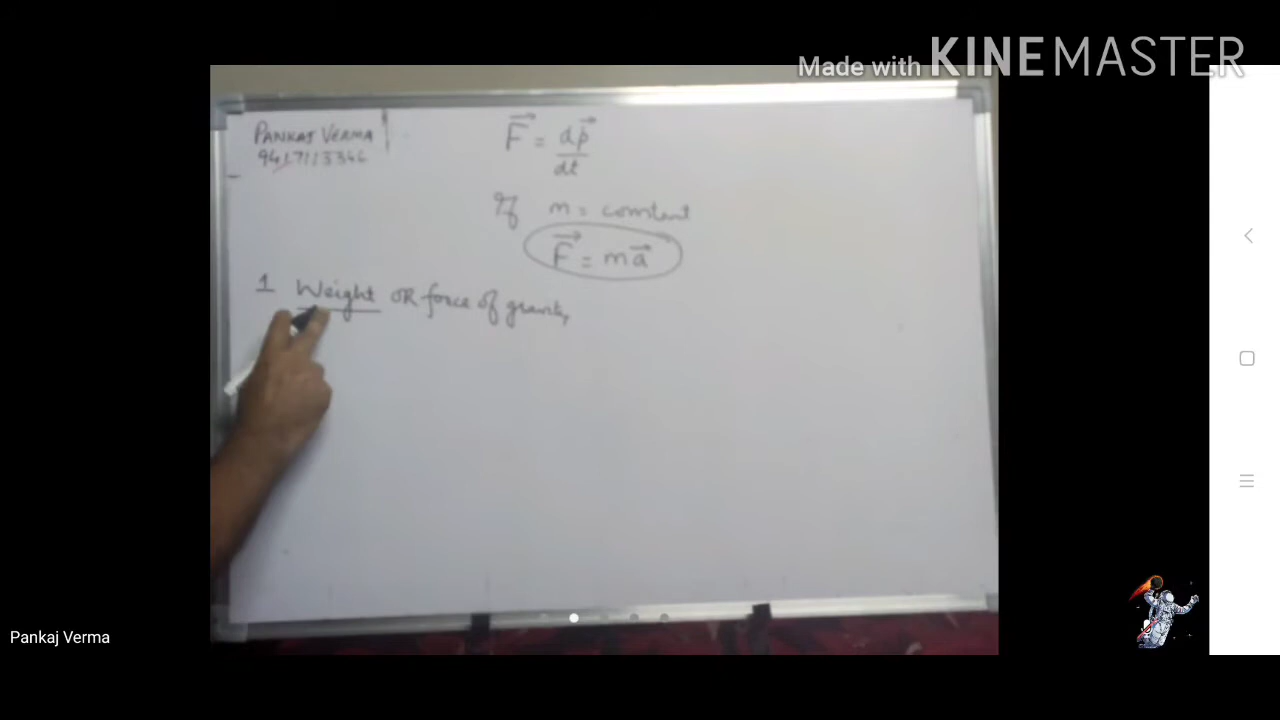 Made with KINEMASTER
PANKAJ VERMA
F⃗ = dp⃗
dt
If m = constant
F⃗ = ma⃗
1 Weight OR force of gravity
Pankaj Verma